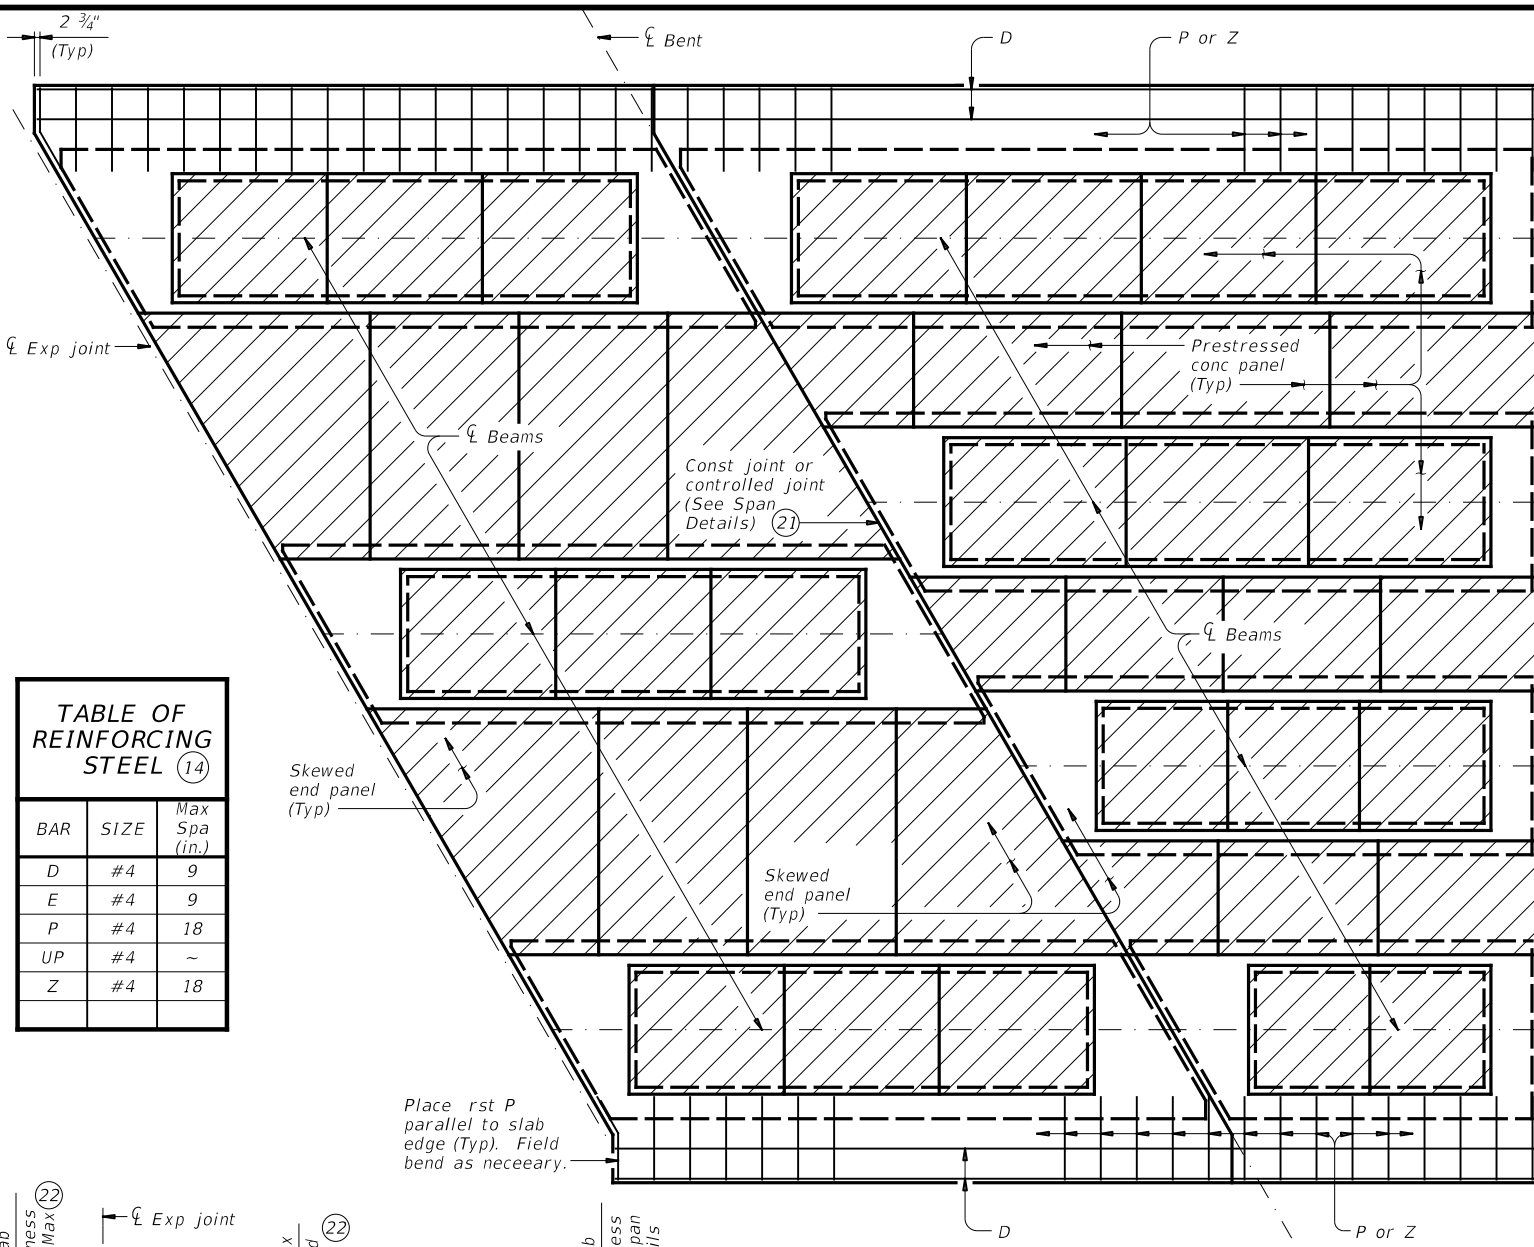 2 ¾"
(Typ)
℄ Bent
D
P or Z
℄ Exp joint
Prestressed
conc panel
(Typ)
℄ Beams
Const joint or
controlled joint
(See Span
Details) 21
℄ Beams
TABLE OF
REINFORCING
STEEL 14
BAR SIZE Max Spa (in.)
D #4 9
E #4 9
P #4 18
UP #4 ~
Z #4 18
Skewed
end panel
(Typ)
Skewed
end panel
(Typ)
Place rst P
parallel to slab
edge (Typ). Field
bend as neceeary.
22
Max
℄ Exp joint
22
D
P or Z